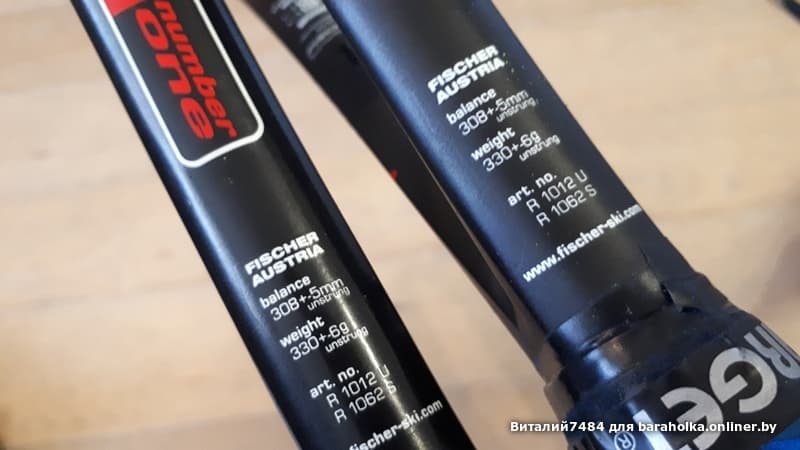 number
one
FISCHER
AUSTRIA
balance
308+-5mm
unstrung
weight
330+-6g
unstrung
art. no.
R 1012 U
R 1062 S
fischer-ski.com
FISCHER
AUSTRIA
balance
308+-5mm
unstrung
weight
330+-6g
unstrung
art. no.
R 1012 U
R 1062 S
www.fischer-ski.com
RGET
®
Виталий7484 для baraholka.onliner.by